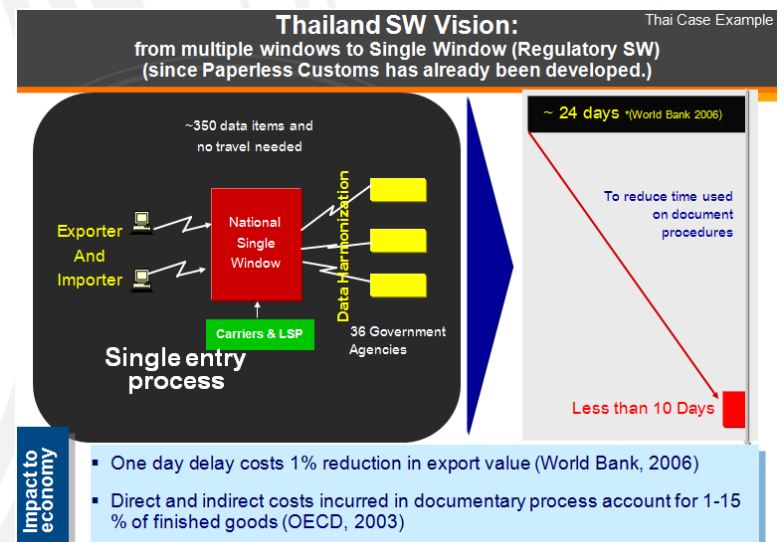 Thailand SW Vision:
Thai Case Example
from multiple windows to Single Window (Regulatory SW)
(since Paperless Customs has already been developed.)
~350 data items and
no travel needed
Exporter
And
Importer
National
Single
Window
Data Harmonization
Carriers & LSP
36 Government
Agencies
Single entry
process
~ 24 days *(World Bank 2006)
To reduce time used
on document
procedures
Less than 10 Days
Impact to
economy
▪ One day delay costs 1% reduction in export value (World Bank, 2006)
▪ Direct and indirect costs incurred in documentary process account for 1-15
% of finished goods (OECD, 2003)